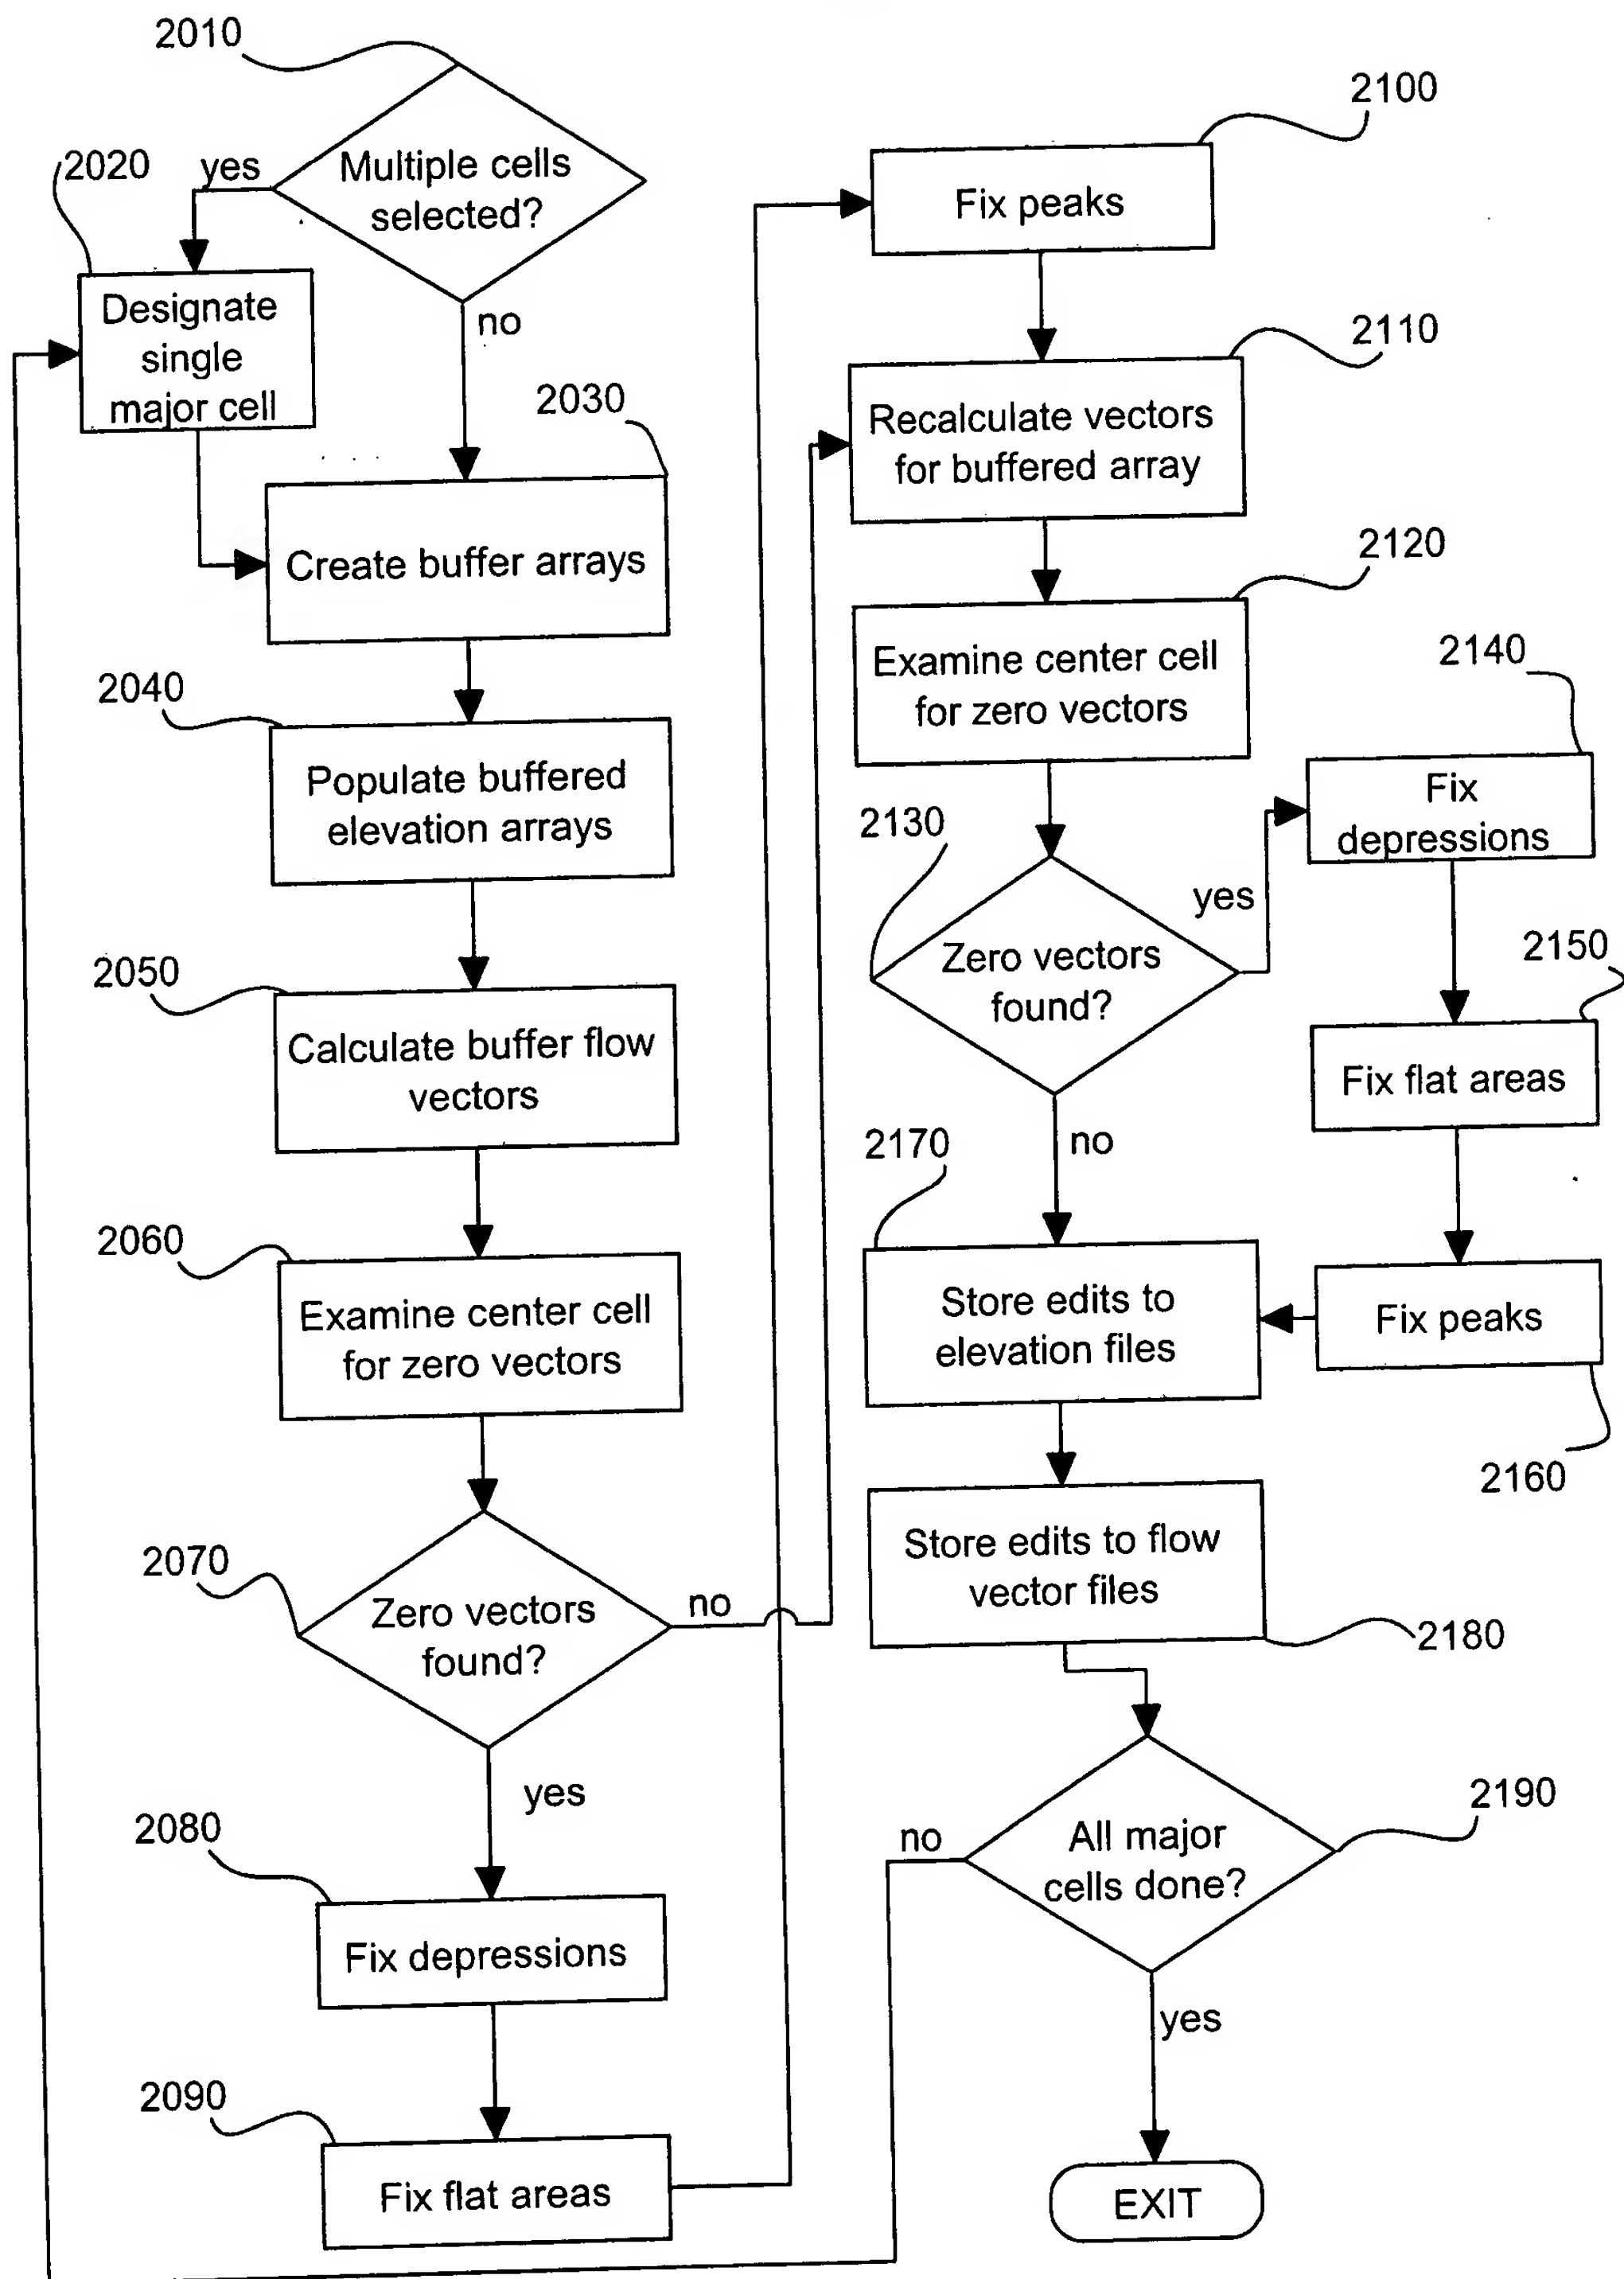 2010
Multiple cells
selected?
yes
no
2020
Designate
single
major cell
2030
Create buffer arrays
2040
Populate buffered
elevation arrays
2050
Calculate buffer flow
vectors
2060
Examine center cell
for zero vectors
2070
Zero vectors
found?
no
yes
2080
Fix depressions
2090
Fix flat areas
2100
Fix peaks
2110
Recalculate vectors
for buffered array
2120
Examine center cell
for zero vectors
2130
Zero vectors
found?
yes
no
2140
Fix
depressions
2150
Fix flat areas
2160
Fix peaks
2170
Store edits to
elevation files
2180
Store edits to flow
vector files
2190
All major
cells done?
no
yes
EXIT